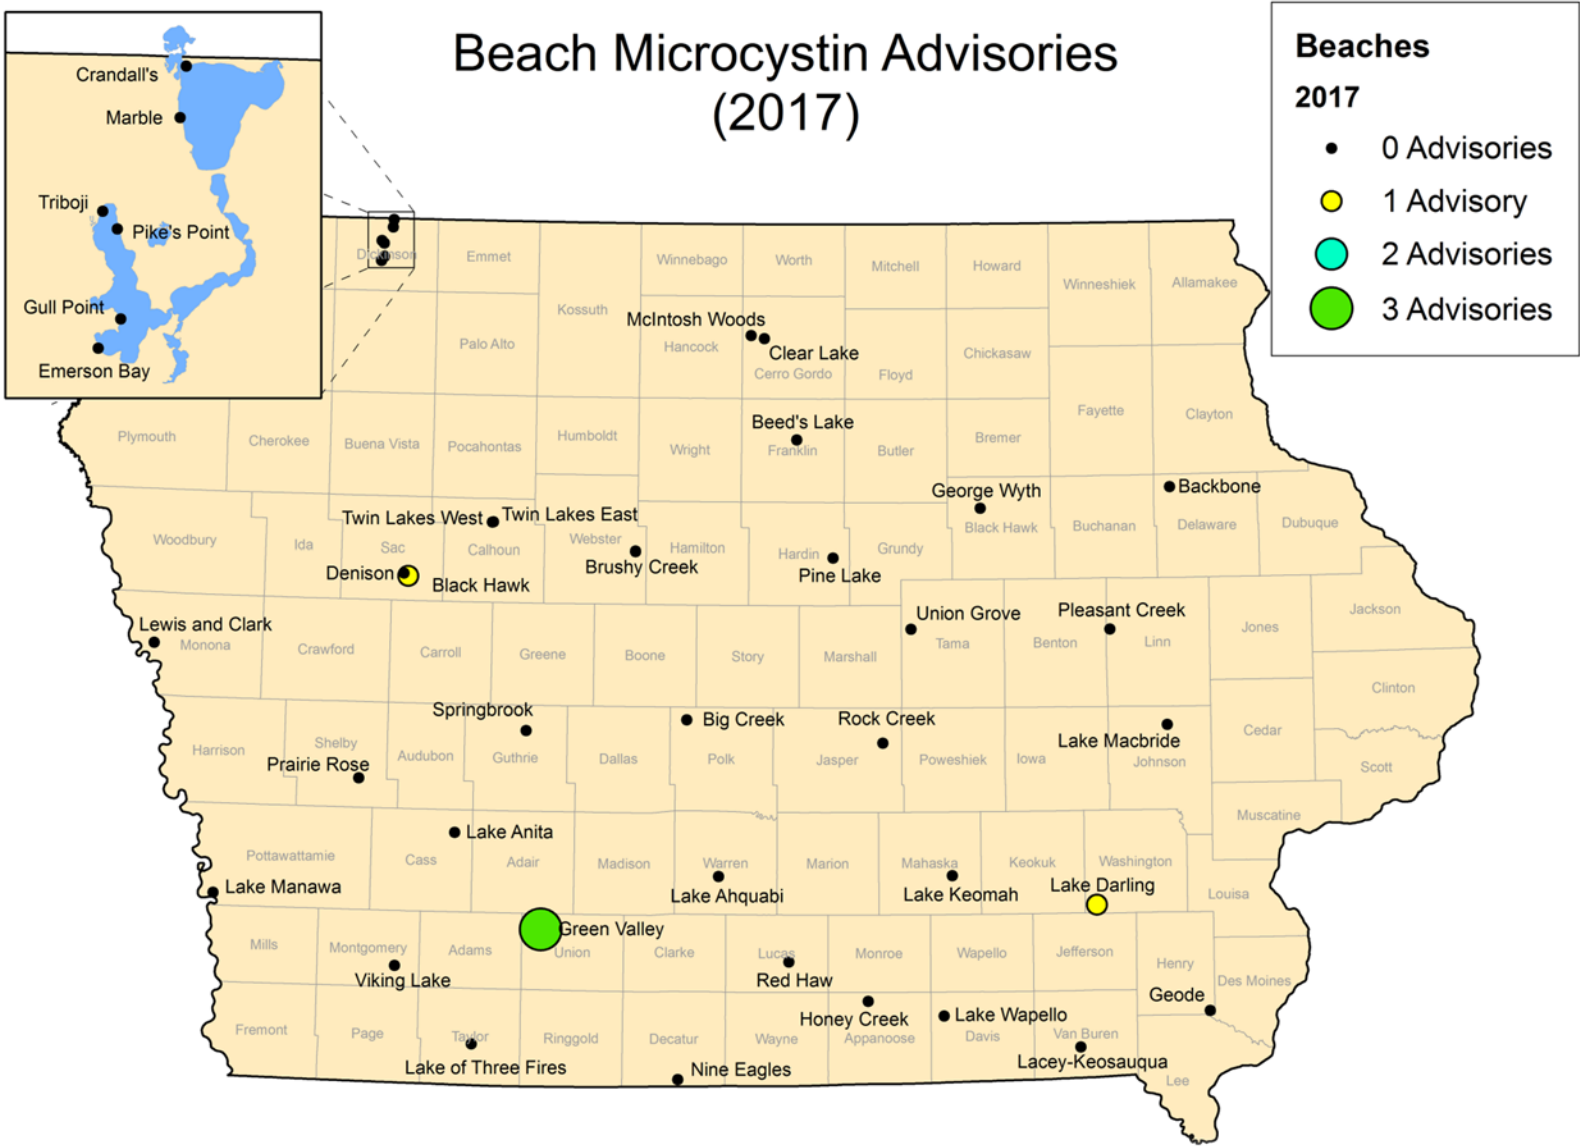 Beach Microcystin Advisories
(2017)
Beaches
2017
0 Advisories
1 Advisory
2 Advisories
3 Advisories
Crandall's
Marble
Triboji
Pike's Point
Gull Point
Emerson Bay
Dickinson
Emmet
Winnebago
Worth
Mitchell
Howard
Winneshiek
Allamakee
Kossuth
McIntosh Woods
Palo Alto
Hancock
Clear Lake
Chickasaw
Cerro Gordo
Floyd
Fayette
Clayton
Plymouth
Cherokee
Buena Vista
Pocahontas
Humboldt
Beed's Lake
Wright
Franklin
Butler
Bremer
George Wyth
Backbone
Twin Lakes West
Twin Lakes East
Black Hawk
Buchanan
Delaware
Dubuque
Woodbury
Ida
Sac
Calhoun
Webster
Hamilton
Hardin
Grundy
Denison
Black Hawk
Brushy Creek
Pine Lake
Lewis and Clark
Union Grove
Pleasant Creek
Jackson
Monona
Crawford
Carroll
Greene
Boone
Story
Marshall
Tama
Benton
Linn
Jones
Clinton
Springbrook
Big Creek
Rock Creek
Lake Macbride
Cedar
Harrison
Shelby
Audubon
Guthrie
Dallas
Polk
Jasper
Poweshiek
Iowa
Johnson
Scott
Prairie Rose
Muscatine
Lake Anita
Pottawattamie
Cass
Adair
Madison
Warren
Marion
Mahaska
Keokuk
Washington
Lake Manawa
Lake Ahquabi
Lake Keomah
Lake Darling
Louisa
Green Valley
Mills
Montgomery
Adams
Union
Clarke
Lucas
Monroe
Wapello
Jefferson
Henry
Viking Lake
Red Haw
Des Moines
Geode
Honey Creek
Lake Wapello
Fremont
Page
Taylor
Ringgold
Decatur
Wayne
Appanoose
Davis
Van Buren
Lake of Three Fires
Nine Eagles
Lacey-Keosauqua
Lee